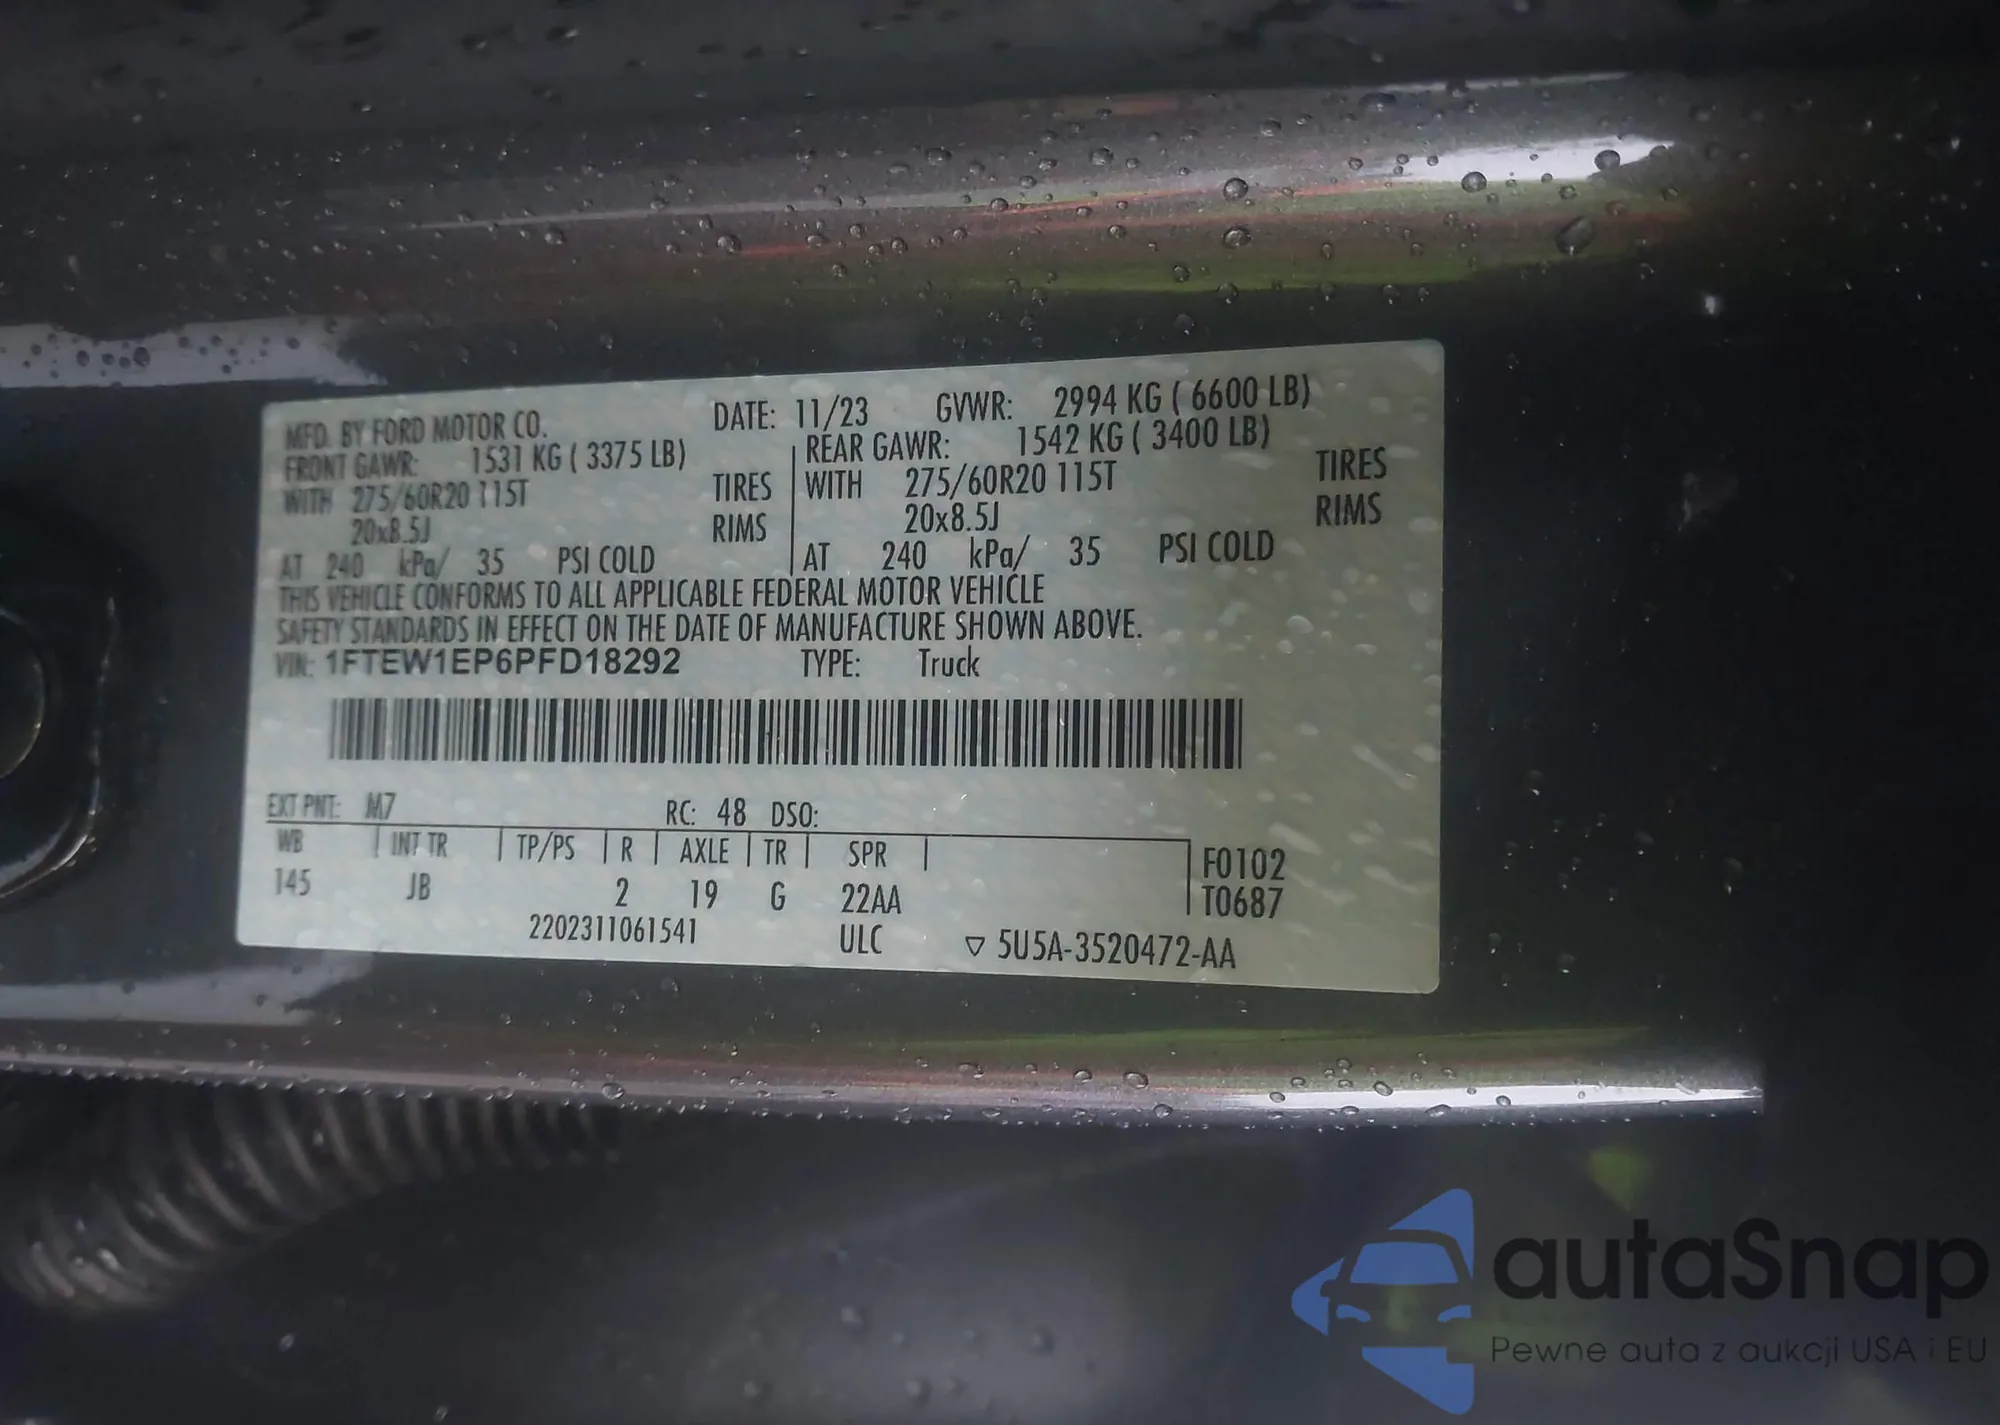 MFD. BY FORD MOTOR CO. DATE: 11/23 GVWR: 2994 KG ( 6600 LB)
FRONT GAWR: 1531 KG ( 3375 LB) REAR GAWR: 1542 KG ( 3400 LB)
WITH 275/60R20 115T TIRES WITH 275/60R20 115T TIRES
20x8.5J RIMS 20x8.5J RIMS
AT 240 kPa/ 35 PSI COLD AT 240 kPa/ 35 PSI COLD
THIS VEHICLE CONFORMS TO ALL APPLICABLE FEDERAL MOTOR VEHICLE
SAFETY STANDARDS IN EFFECT ON THE DATE OF MANUFACTURE SHOWN ABOVE.
VIN: 1FTEW1EP6PFD18292 TYPE: Truck
EXT PNT: M7 RC: 48 DSO:
WB INT TR TP/PS R AXLE TR SPR F0102
145 JB 2 19 G 22AA T0687
2202311061541 ULC ▽ 5U5A-3520472-AA
autaSnap
Pewne auta z aukcji USA i EU